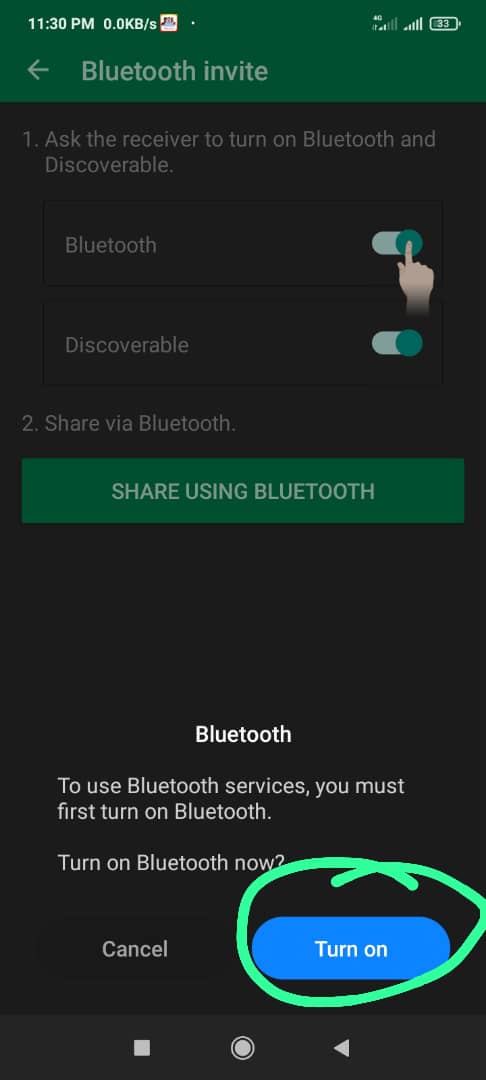 11:30 PM 0.0KB/s
4G
33
Bluetooth invite
1. Ask the receiver to turn on Bluetooth and
Discoverable.
Bluetooth
Discoverable
2. Share via Bluetooth.
SHARE USING BLUETOOTH
Bluetooth
To use Bluetooth services, you must
first turn on Bluetooth.
Turn on Bluetooth now?
Cancel
Turn on